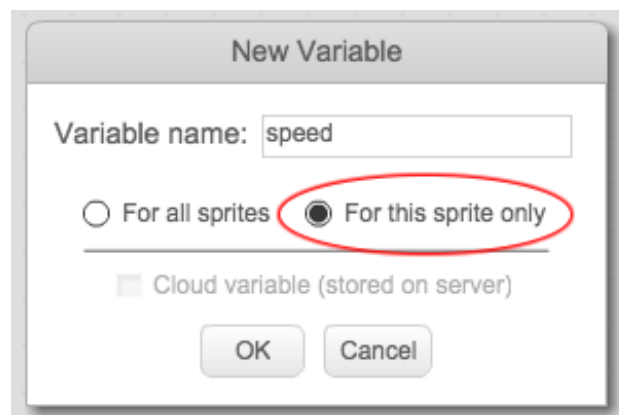 New Variable
Variable name: speed
For all sprites For this sprite only
Cloud variable (stored on server)
OK Cancel